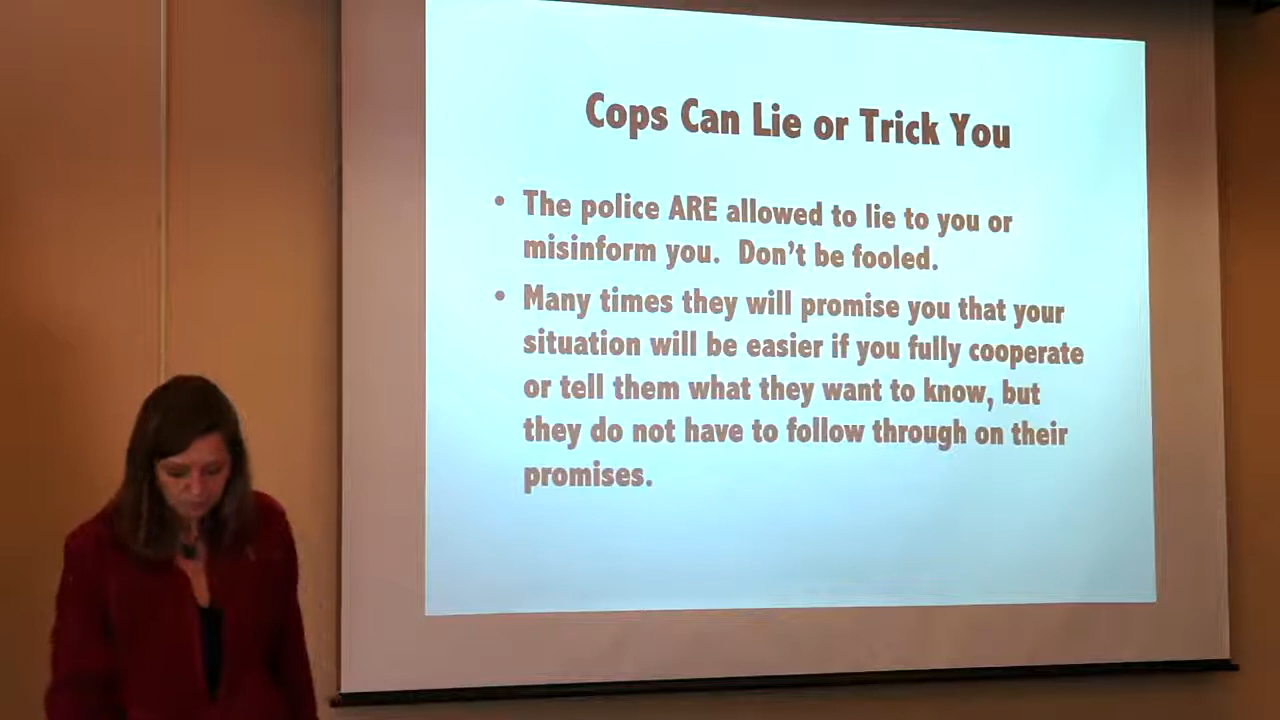 Cops Can Lie or Trick You
• The police ARE allowed to lie to you or
misinform you.  Don’t be fooled.
• Many times they will promise you that your
situation will be easier if you fully cooperate
or tell them what they want to know, but
they do not have to follow through on their
promises.